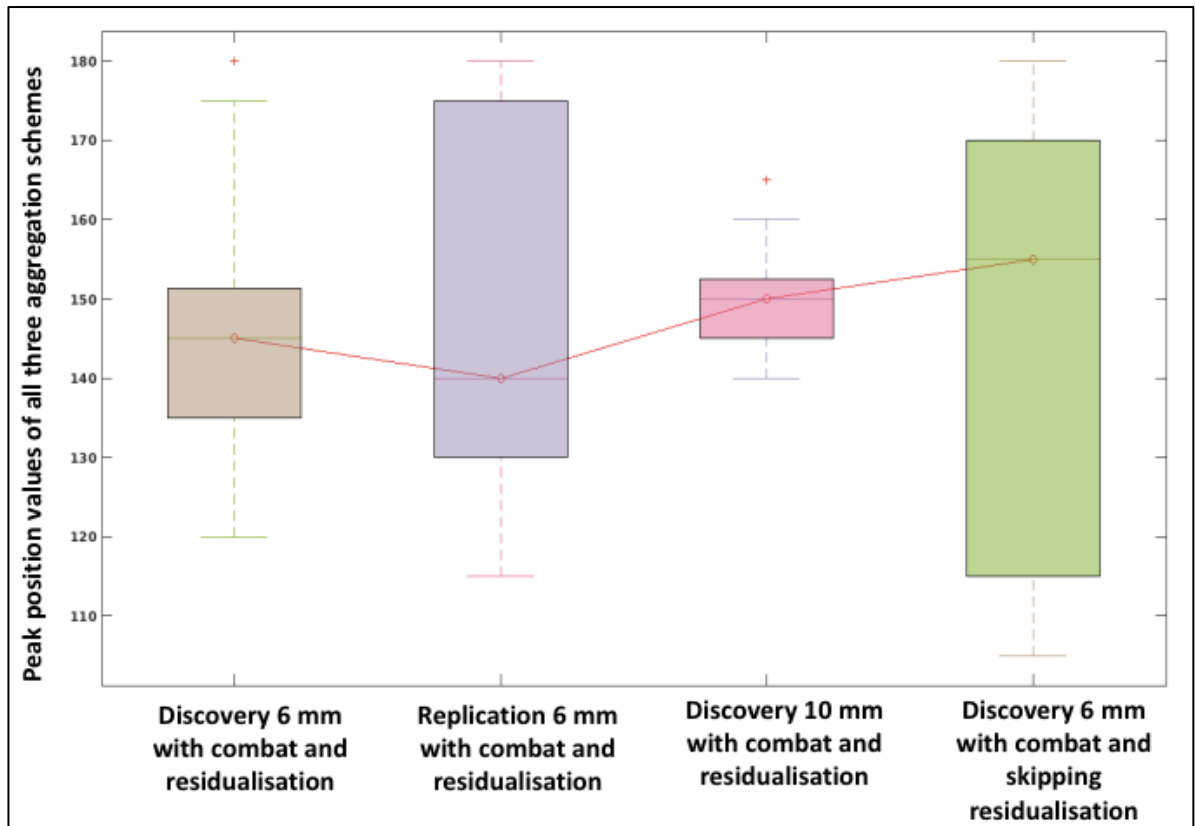 Peak position values of all three aggregation schemes
180
170
160
150
140
130
120
110
Discovery 6 mm
with combat and
residualisation
Replication 6 mm
with combat and
residualisation
Discovery 10 mm
with combat and
residualisation
Discovery 6 mm
with combat and
skipping
residualisation